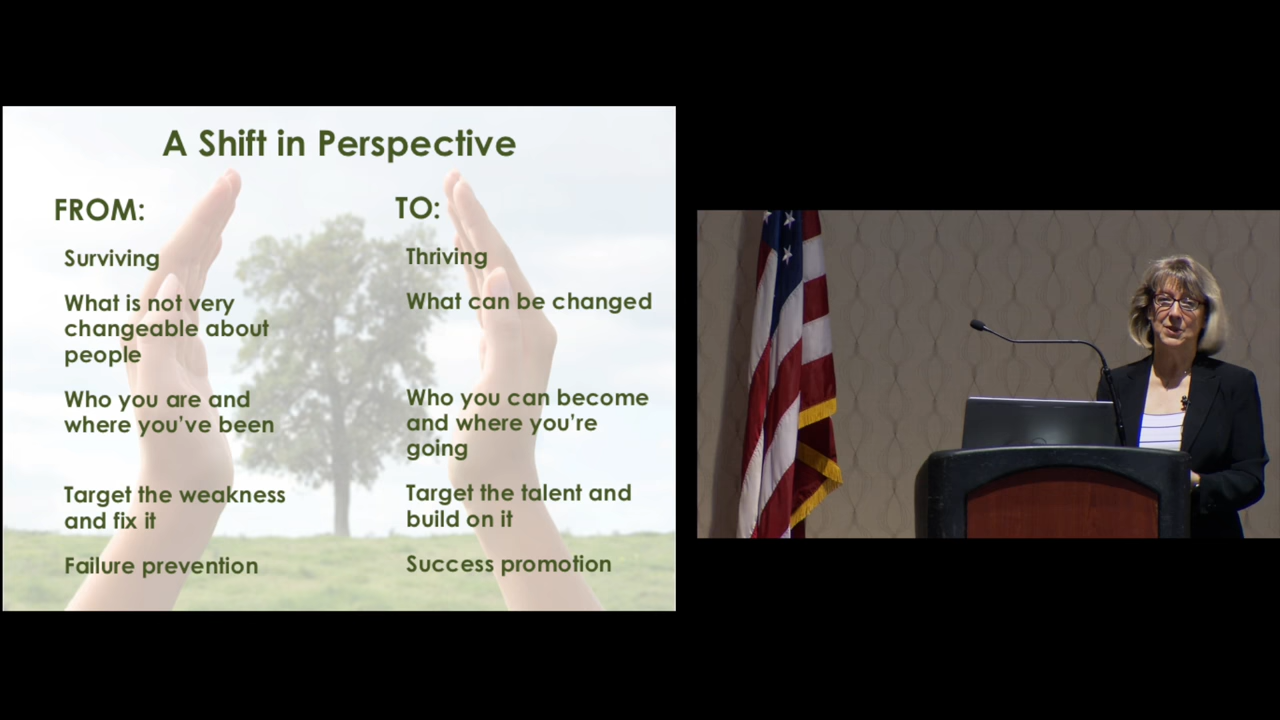 A Shift in Perspective
FROM:
Surviving
What is not very
changeable about
people
Who you are and
where you've been
Target the weakness
and fix it
Failure prevention
TO:
Thriving
What can be changed
Who you can become
and where you're
going
Target the talent and
build on it
Success promotion